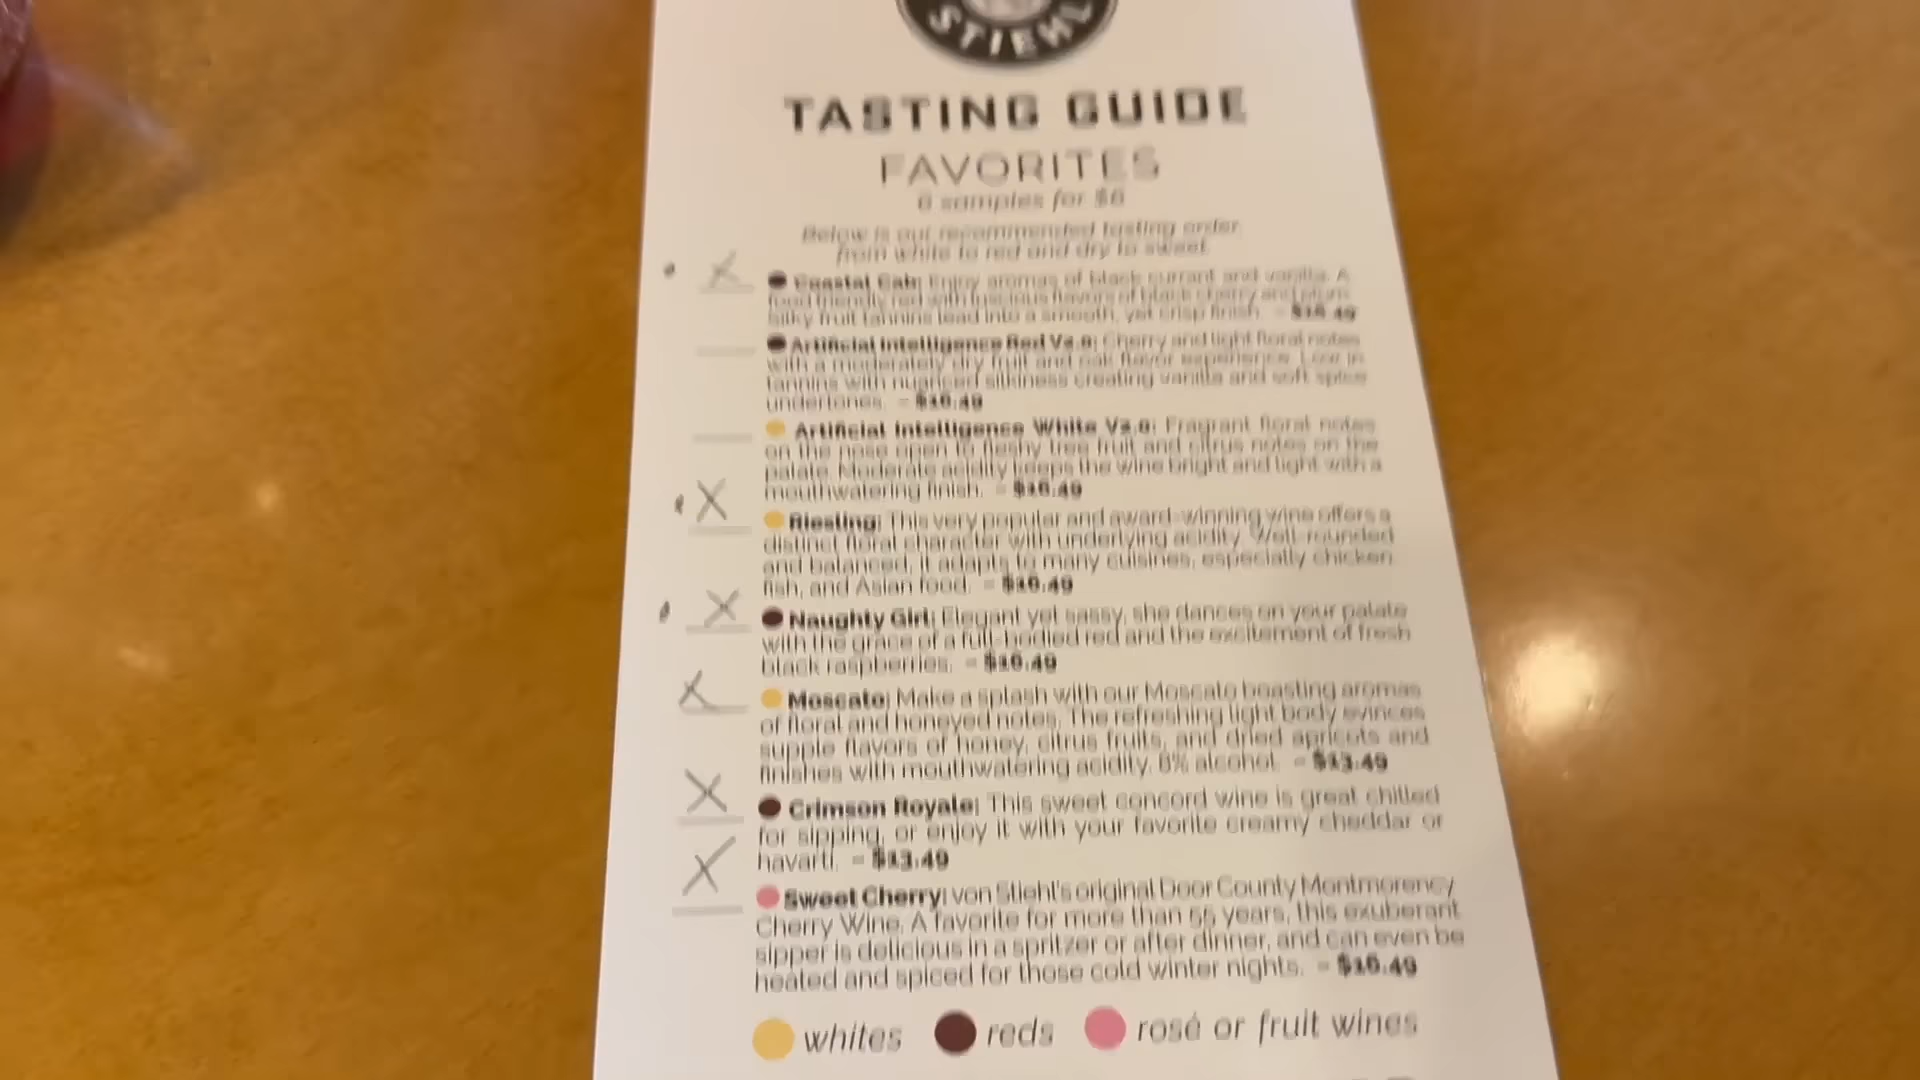 STIEHL
TASTING GUIDE
FAVORITES
6 samples for $6
Below is our recommended tasting order,
from white to red and dry to sweet.
X Coastal Cab: Enjoy aromas of black currant and vanilla. A
food friendly red with luscious flavors of black cherry and plum.
Silky fruit tannins lead into a smooth, yet crisp finish. - $16.49
Artificial Intelligence Red V2.0: Cherry and light floral notes
with a moderately dry fruit and oak flavor experience. Low in
tannins with nuanced silkiness creating vanilla and soft spice
undertones. - $16.49
Artificial Intelligence White V2.0: Fragrant floral notes
on the nose open to fleshy tree fruit and citrus notes on the
palate. Moderate acidity keeps the wine bright and light with a
mouthwatering finish. - $16.49
X Riesling: This very popular and award-winning wine offers a
distinct floral character with underlying acidity. Well-rounded
and balanced, it adapts to many cuisines, especially chicken,
fish, and Asian food. - $16.49
X Naughty Girl: Elegant yet sassy, she dances on your palate
with the grace of a full-bodied red and the excitement of fresh
black raspberries. - $16.49
X Moscato: Make a splash with our Moscato boasting aromas
of floral and honeyed notes. The refreshing light body evinces
supple flavors of honey, citrus fruits, and dried apricots and
finishes with mouthwatering acidity. 8% alcohol. - $13.49
X Crimson Royale: This sweet concord wine is great chilled
for sipping, or enjoy it with your favorite creamy cheddar or
havarti. - $13.49
X Sweet Cherry: von Stiehl's original Door County Montmorency
Cherry Wine. A favorite for more than 55 years, this exuberant
sipper is delicious in a spritzer or after dinner, and can even be
heated and spiced for those cold winter nights. - $16.49
whites reds rosé or fruit wines